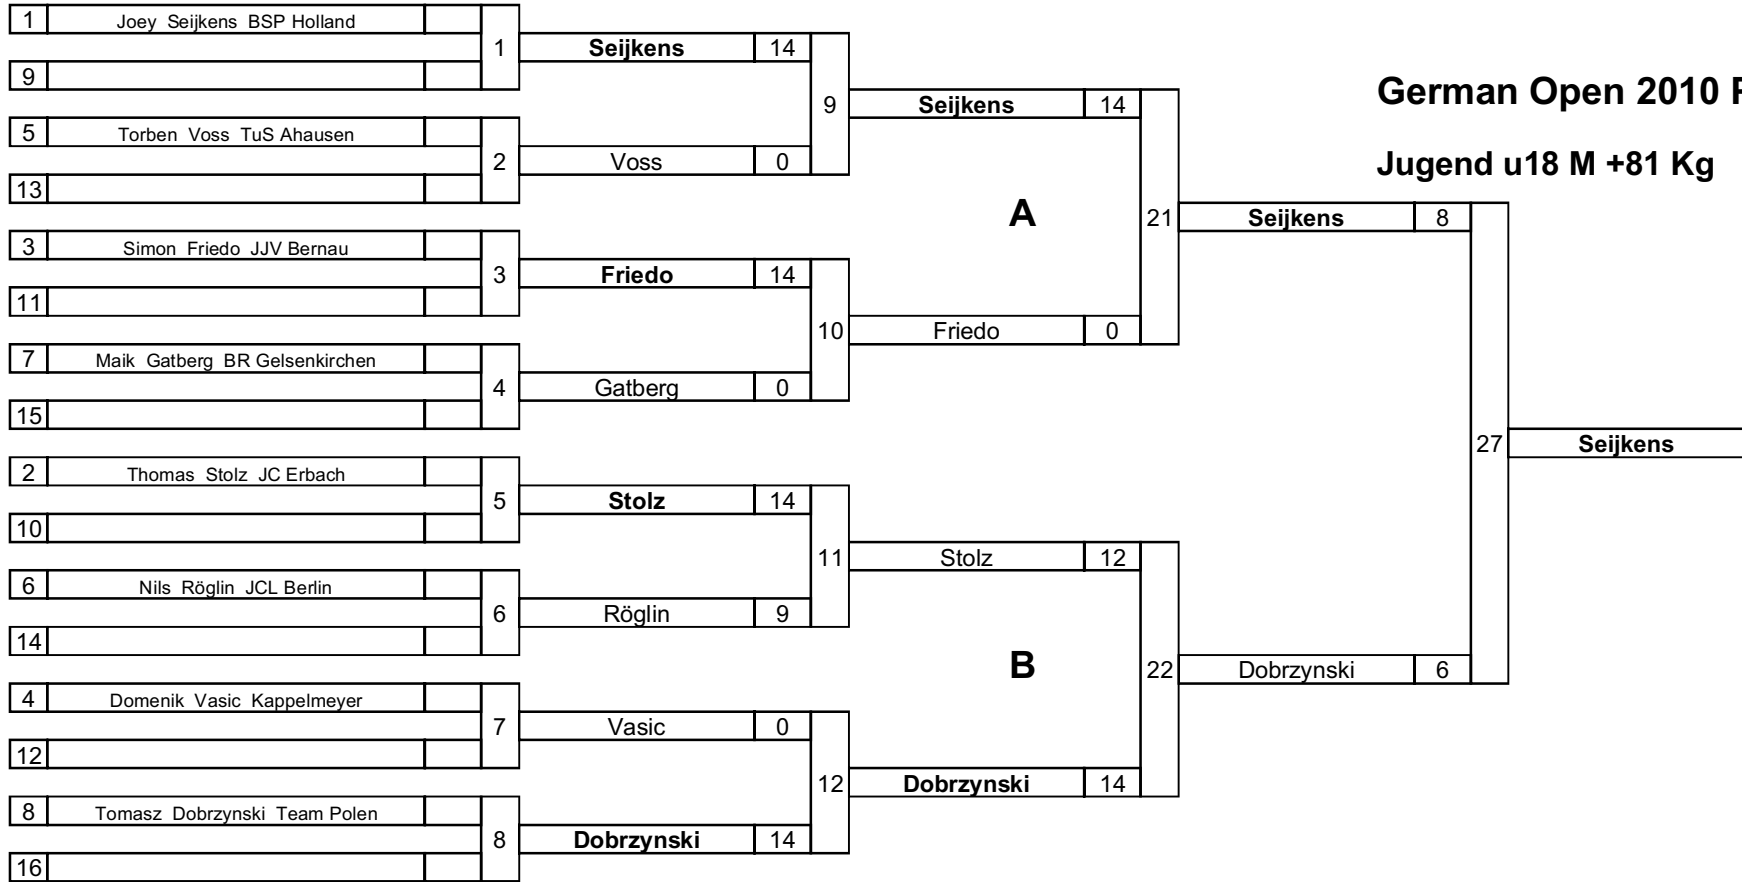 1 Joey Seijkens BSP Holland
1 Seijkens 14
9
9 Seijkens 14
German Open 2010
5 Torben Voss TuS Ahausen
2 Voss 0
Jugend u18 M +81 Kg
13
A
21 Seijkens 8
3 Simon Friedo JJV Bernau
3 Friedo 14
11
10 Friedo 0
7 Maik Gatberg BR Gelsenkirchen
4 Gatberg 0
15
27 Seijkens
2 Thomas Stolz JC Erbach
5 Stolz 14
10
11 Stolz 12
6 Nils Röglin JCL Berlin
6 Röglin 9
14
B
22 Dobrzynski 6
4 Domenik Vasic Kappelmeyer
7 Vasic 0
12
12 Dobrzynski 14
8 Tomasz Dobrzynski Team Polen
8 Dobrzynski 14
16